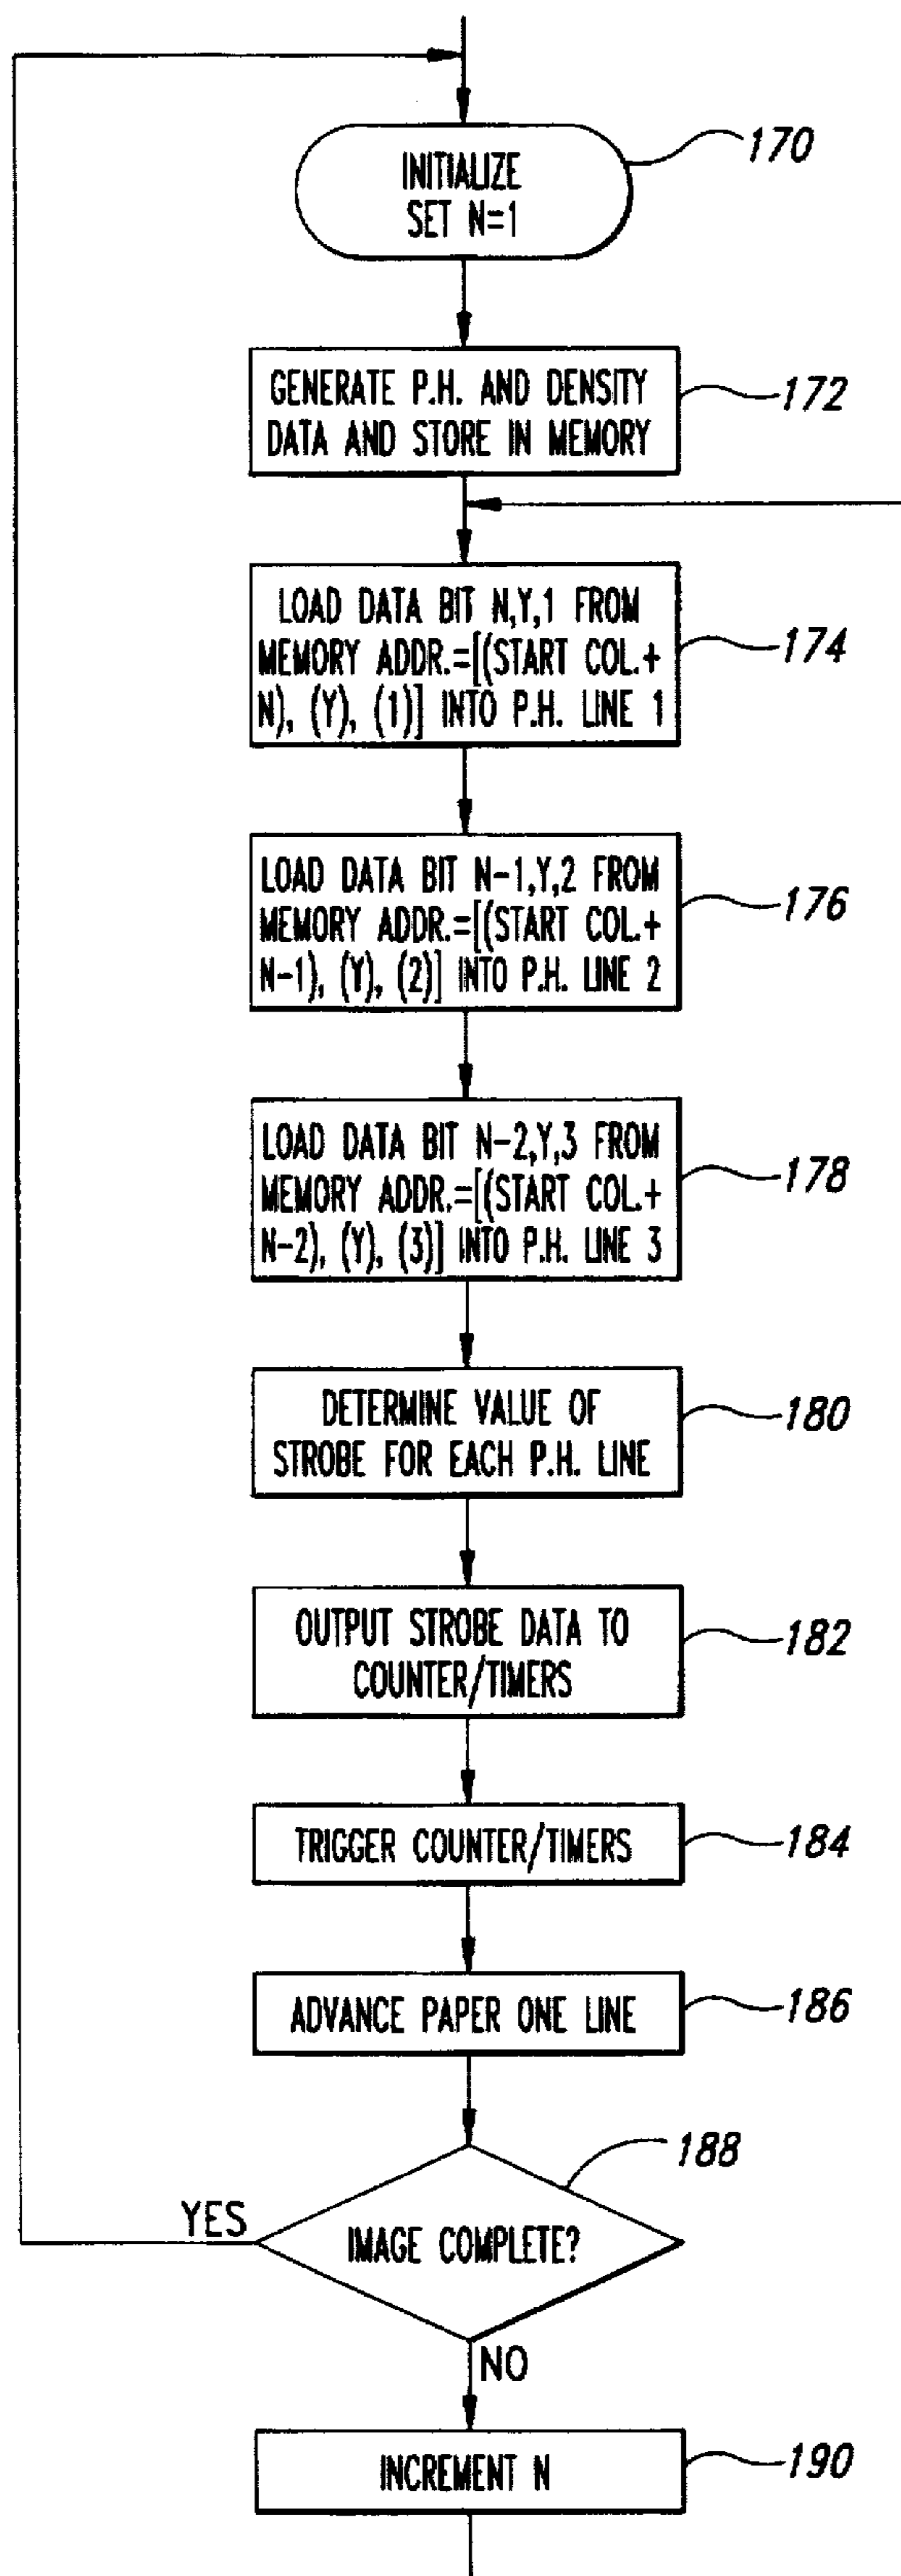 INITIALIZE
SET N=1
170
GENERATE P.H. AND DENSITY
DATA AND STORE IN MEMORY
172
LOAD DATA BIT N,Y,1 FROM
MEMORY ADDR.=[(START COL.+
N), (Y), (1)] INTO P.H. LINE 1
174
LOAD DATA BIT N-1,Y,2 FROM
MEMORY ADDR.=[(START COL.+
N-1), (Y), (2)] INTO P.H. LINE 2
176
LOAD DATA BIT N-2,Y,3 FROM
MEMORY ADDR.=[(START COL.+
N-2), (Y), (3)] INTO P.H. LINE 3
178
DETERMINE VALUE OF
STROBE FOR EACH P.H. LINE
180
OUTPUT STROBE DATA TO
COUNTER/TIMERS
182
TRIGGER COUNTER/TIMERS
184
ADVANCE PAPER ONE LINE
186
188
YES
IMAGE COMPLETE?
NO
INCREMENT N
190